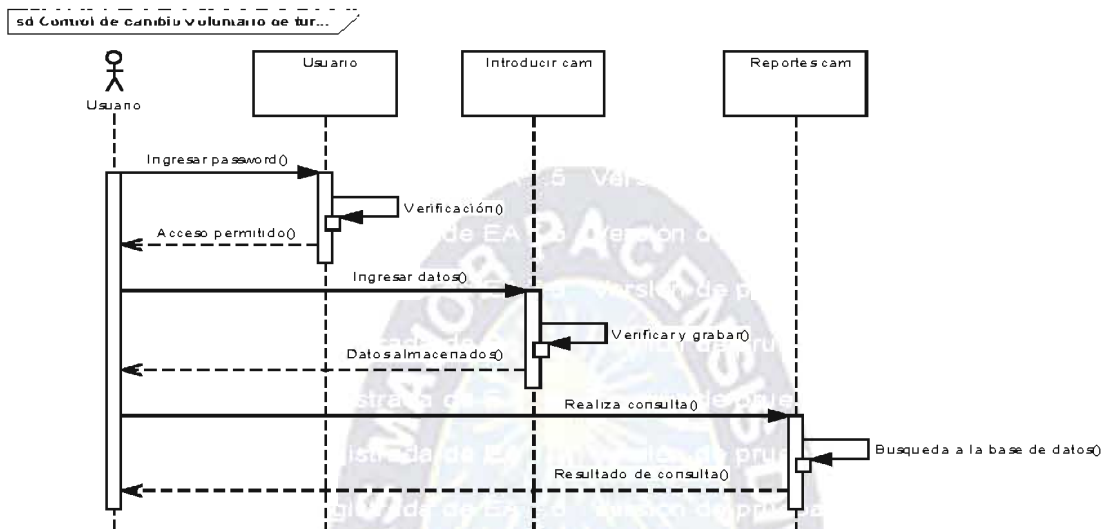 sd Control de cambio voluntario de tur...
Usuario
Usuario
Introducir cam
Reportes cam
Ingresar password()
Verificación()
Acceso permitido()
Ingresar datos()
Verificar y grabar()
Datos almacenados()
Realiza consulta()
Busqueda a la base de datos()
Resultado de consulta()